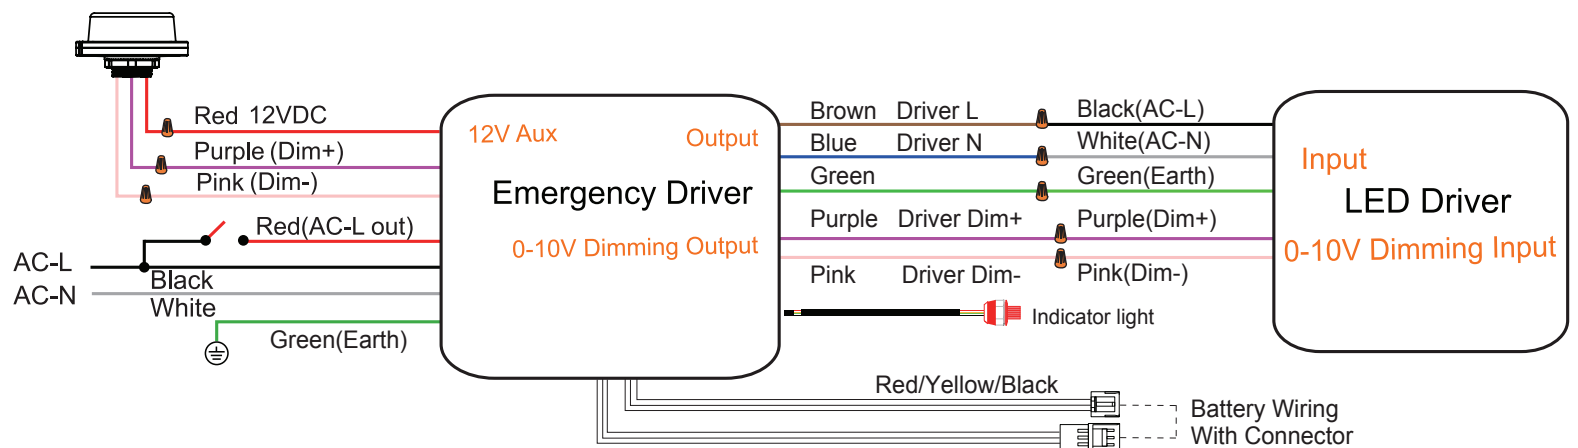 Red 12VDC
Purple (Dim+)
Pink (Dim-)
Red(AC-L out)
AC-L
Black
AC-N
White
Green(Earth)
12V Aux
Output
Emergency Driver
0-10V Dimming Output
Brown Driver L
Blue Driver N
Green
Purple Driver Dim+
Pink Driver Dim-
Black(AC-L)
White(AC-N)
Green(Earth)
Purple(Dim+)
Pink(Dim-)
Indicator light
Input
LED Driver
0-10V Dimming Input
Red/Yellow/Black
Battery Wiring
With Connector